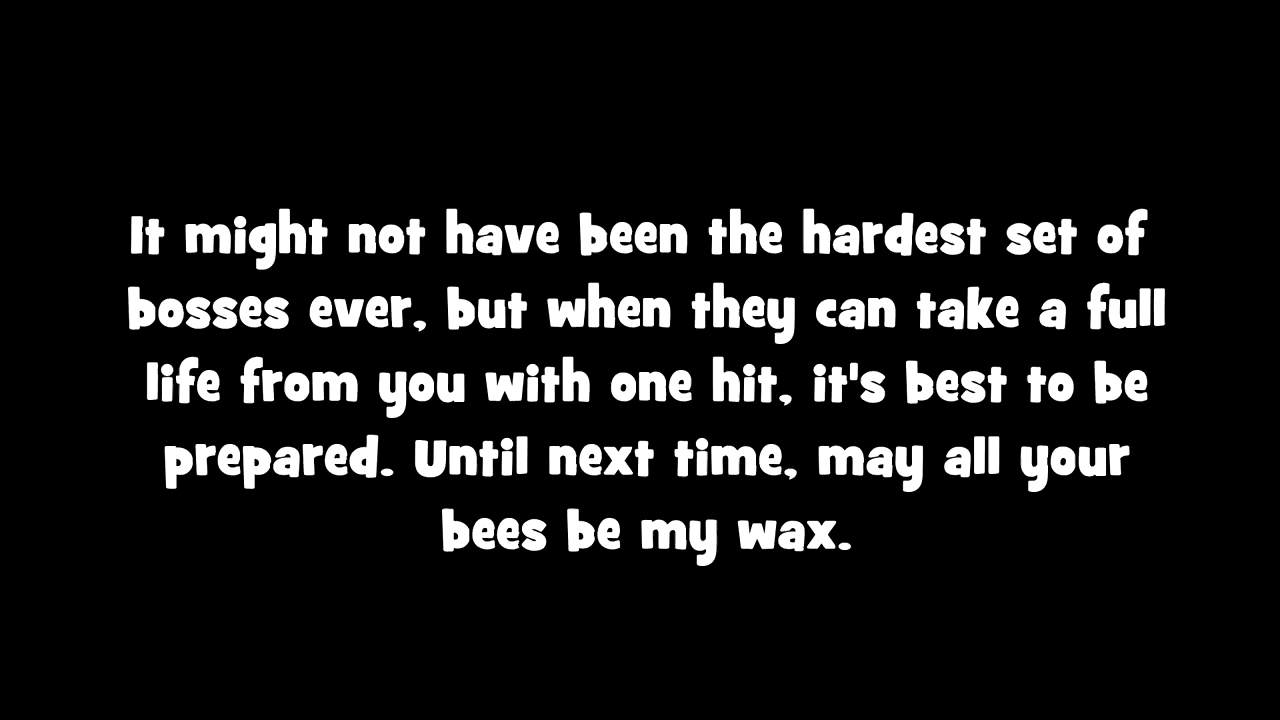 It might not have been the hardest set of
bosses ever, but when they can take a full
life from you with one hit, it's best to be
prepared. Until next time, may all your
bees be my wax.